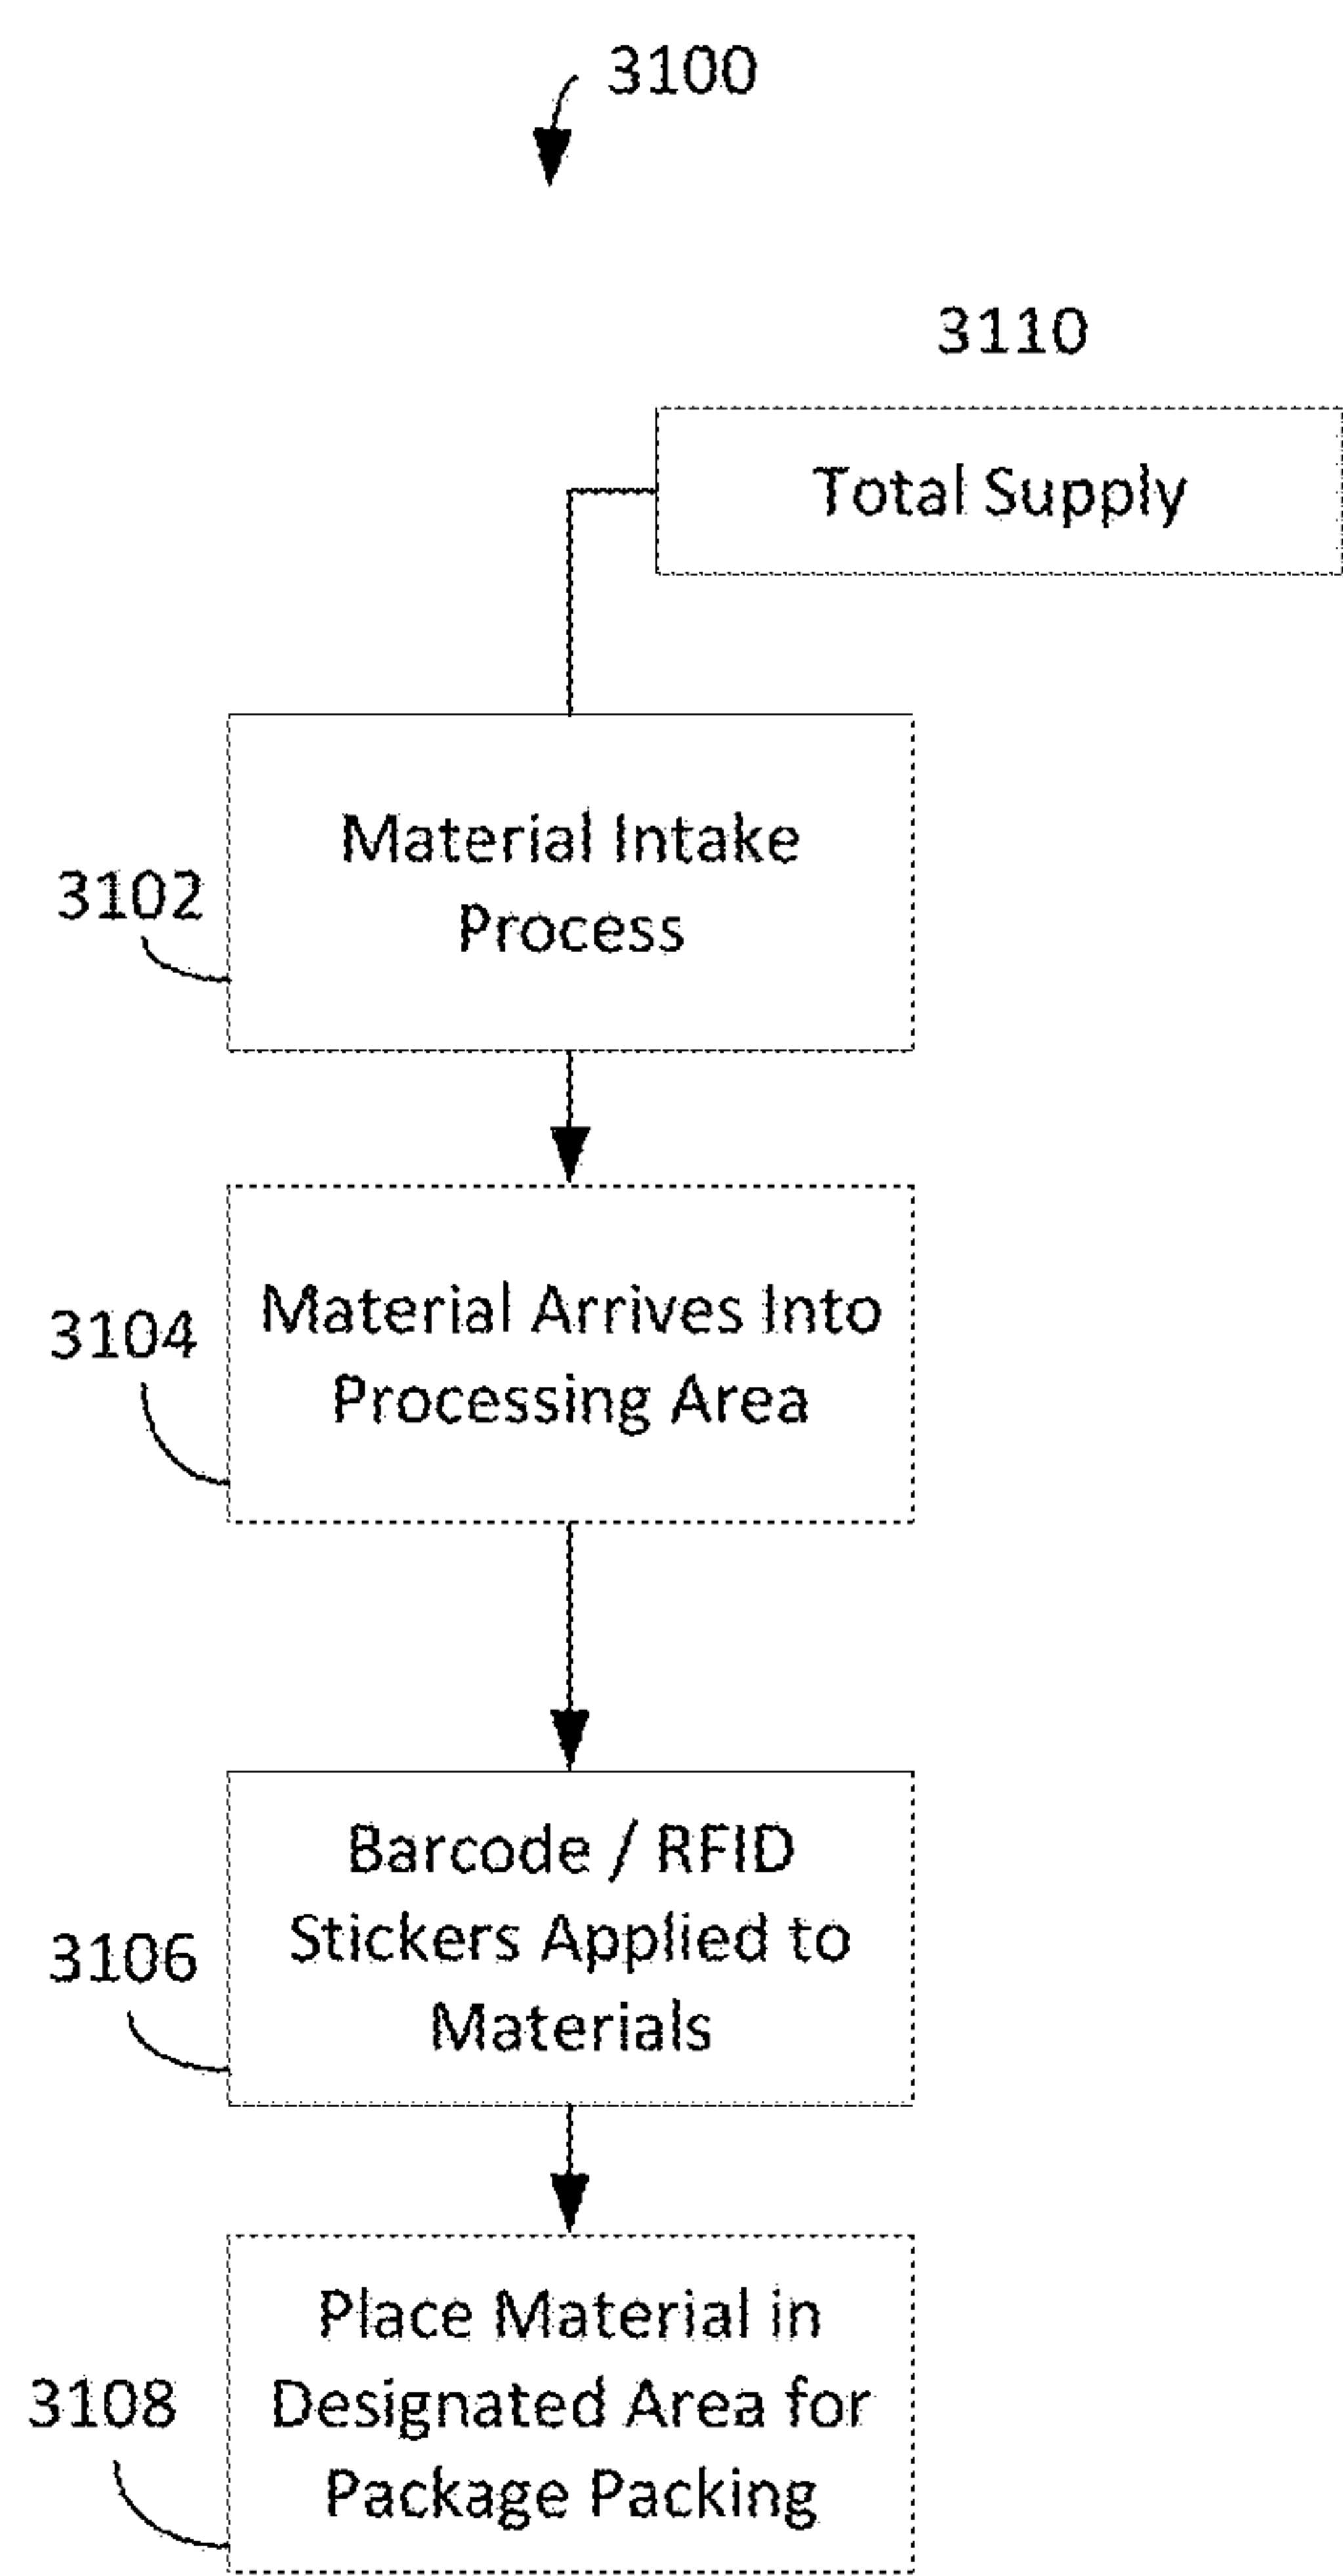 3100
3110
Total Supply
Material Intake
Process
3102
Material Arrives Into
Processing Area
3104
Barcode / RFID
Stickers Applied to
Materials
3106
Place Material in
Designated Area for
Package Packing
3108